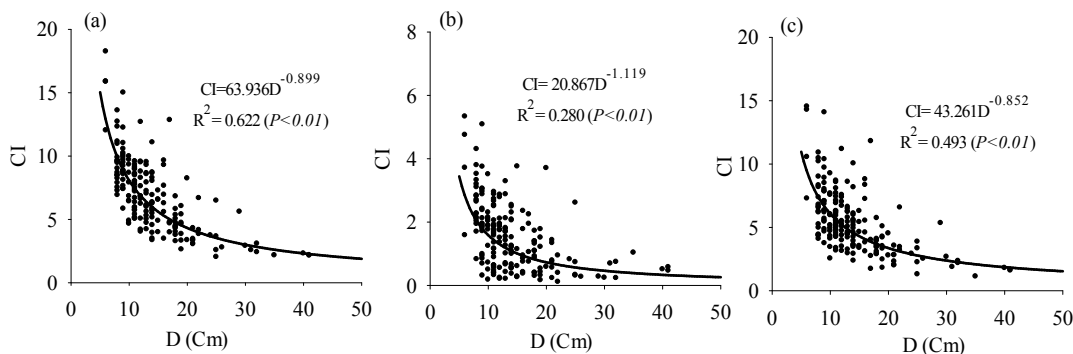 (a)
CI=63.936D^-0.899
R^2 = 0.622 (P<0.01)
CI
20
15
10
5
0
0 10 20 30 40 50
D (Cm)
(b)
CI= 20.867D^-1.119
R^2 = 0.280 (P<0.01)
CI
8
6
4
2
0
0 10 20 30 40 50
D (Cm)
(c)
CI= 43.261D^-0.852
R^2 = 0.493 (P<0.01)
CI
20
15
10
5
0
0 10 20 30 40 50
D (Cm)